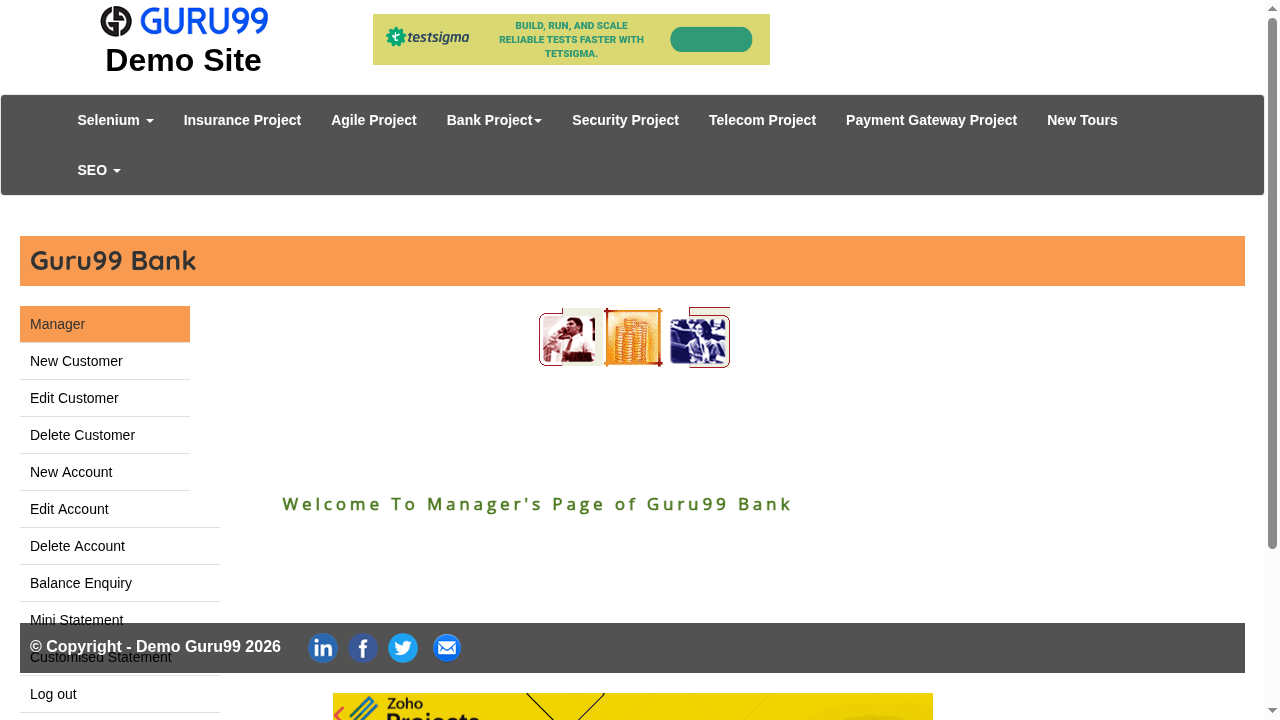 GURU99
Demo Site
testsigma
BUILD, RUN, AND SCALE
RELIABLE TESTS FASTER WITH
TETSIGMA.
Selenium
Insurance Project
Agile Project
Bank Project
Security Project
Telecom Project
Payment Gateway Project
New Tours
SEO
Guru99 Bank
Manager
New Customer
Edit Customer
Delete Customer
New Account
Edit Account
Delete Account
Balance Enquiry
Mini Statement
Customised Statement
Log out
Welcome To Manager's Page of Guru99 Bank
© Copyright - Demo Guru99 2026
Zoho
Projects